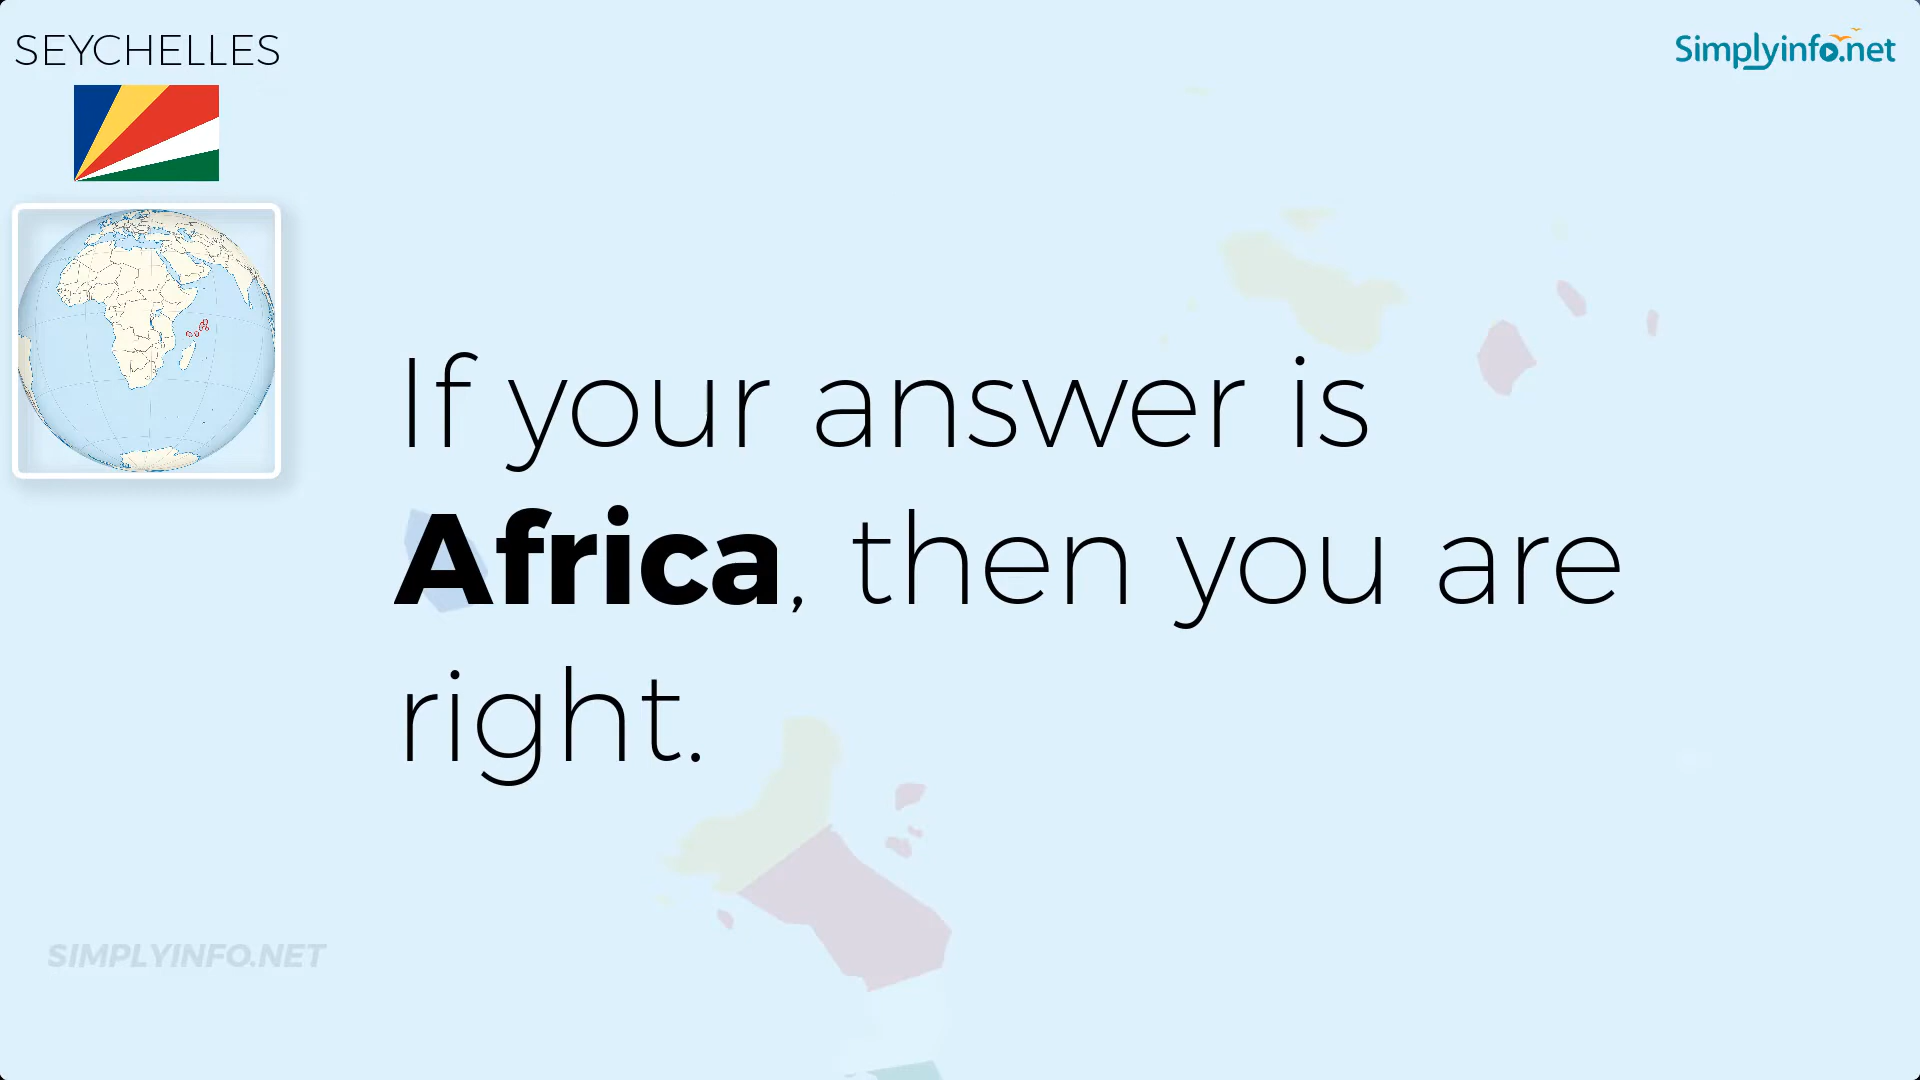 SEYCHELLES
Simplyinfo.net
If your answer is
Africa, then you are
right.
SIMPLYINFO.NET